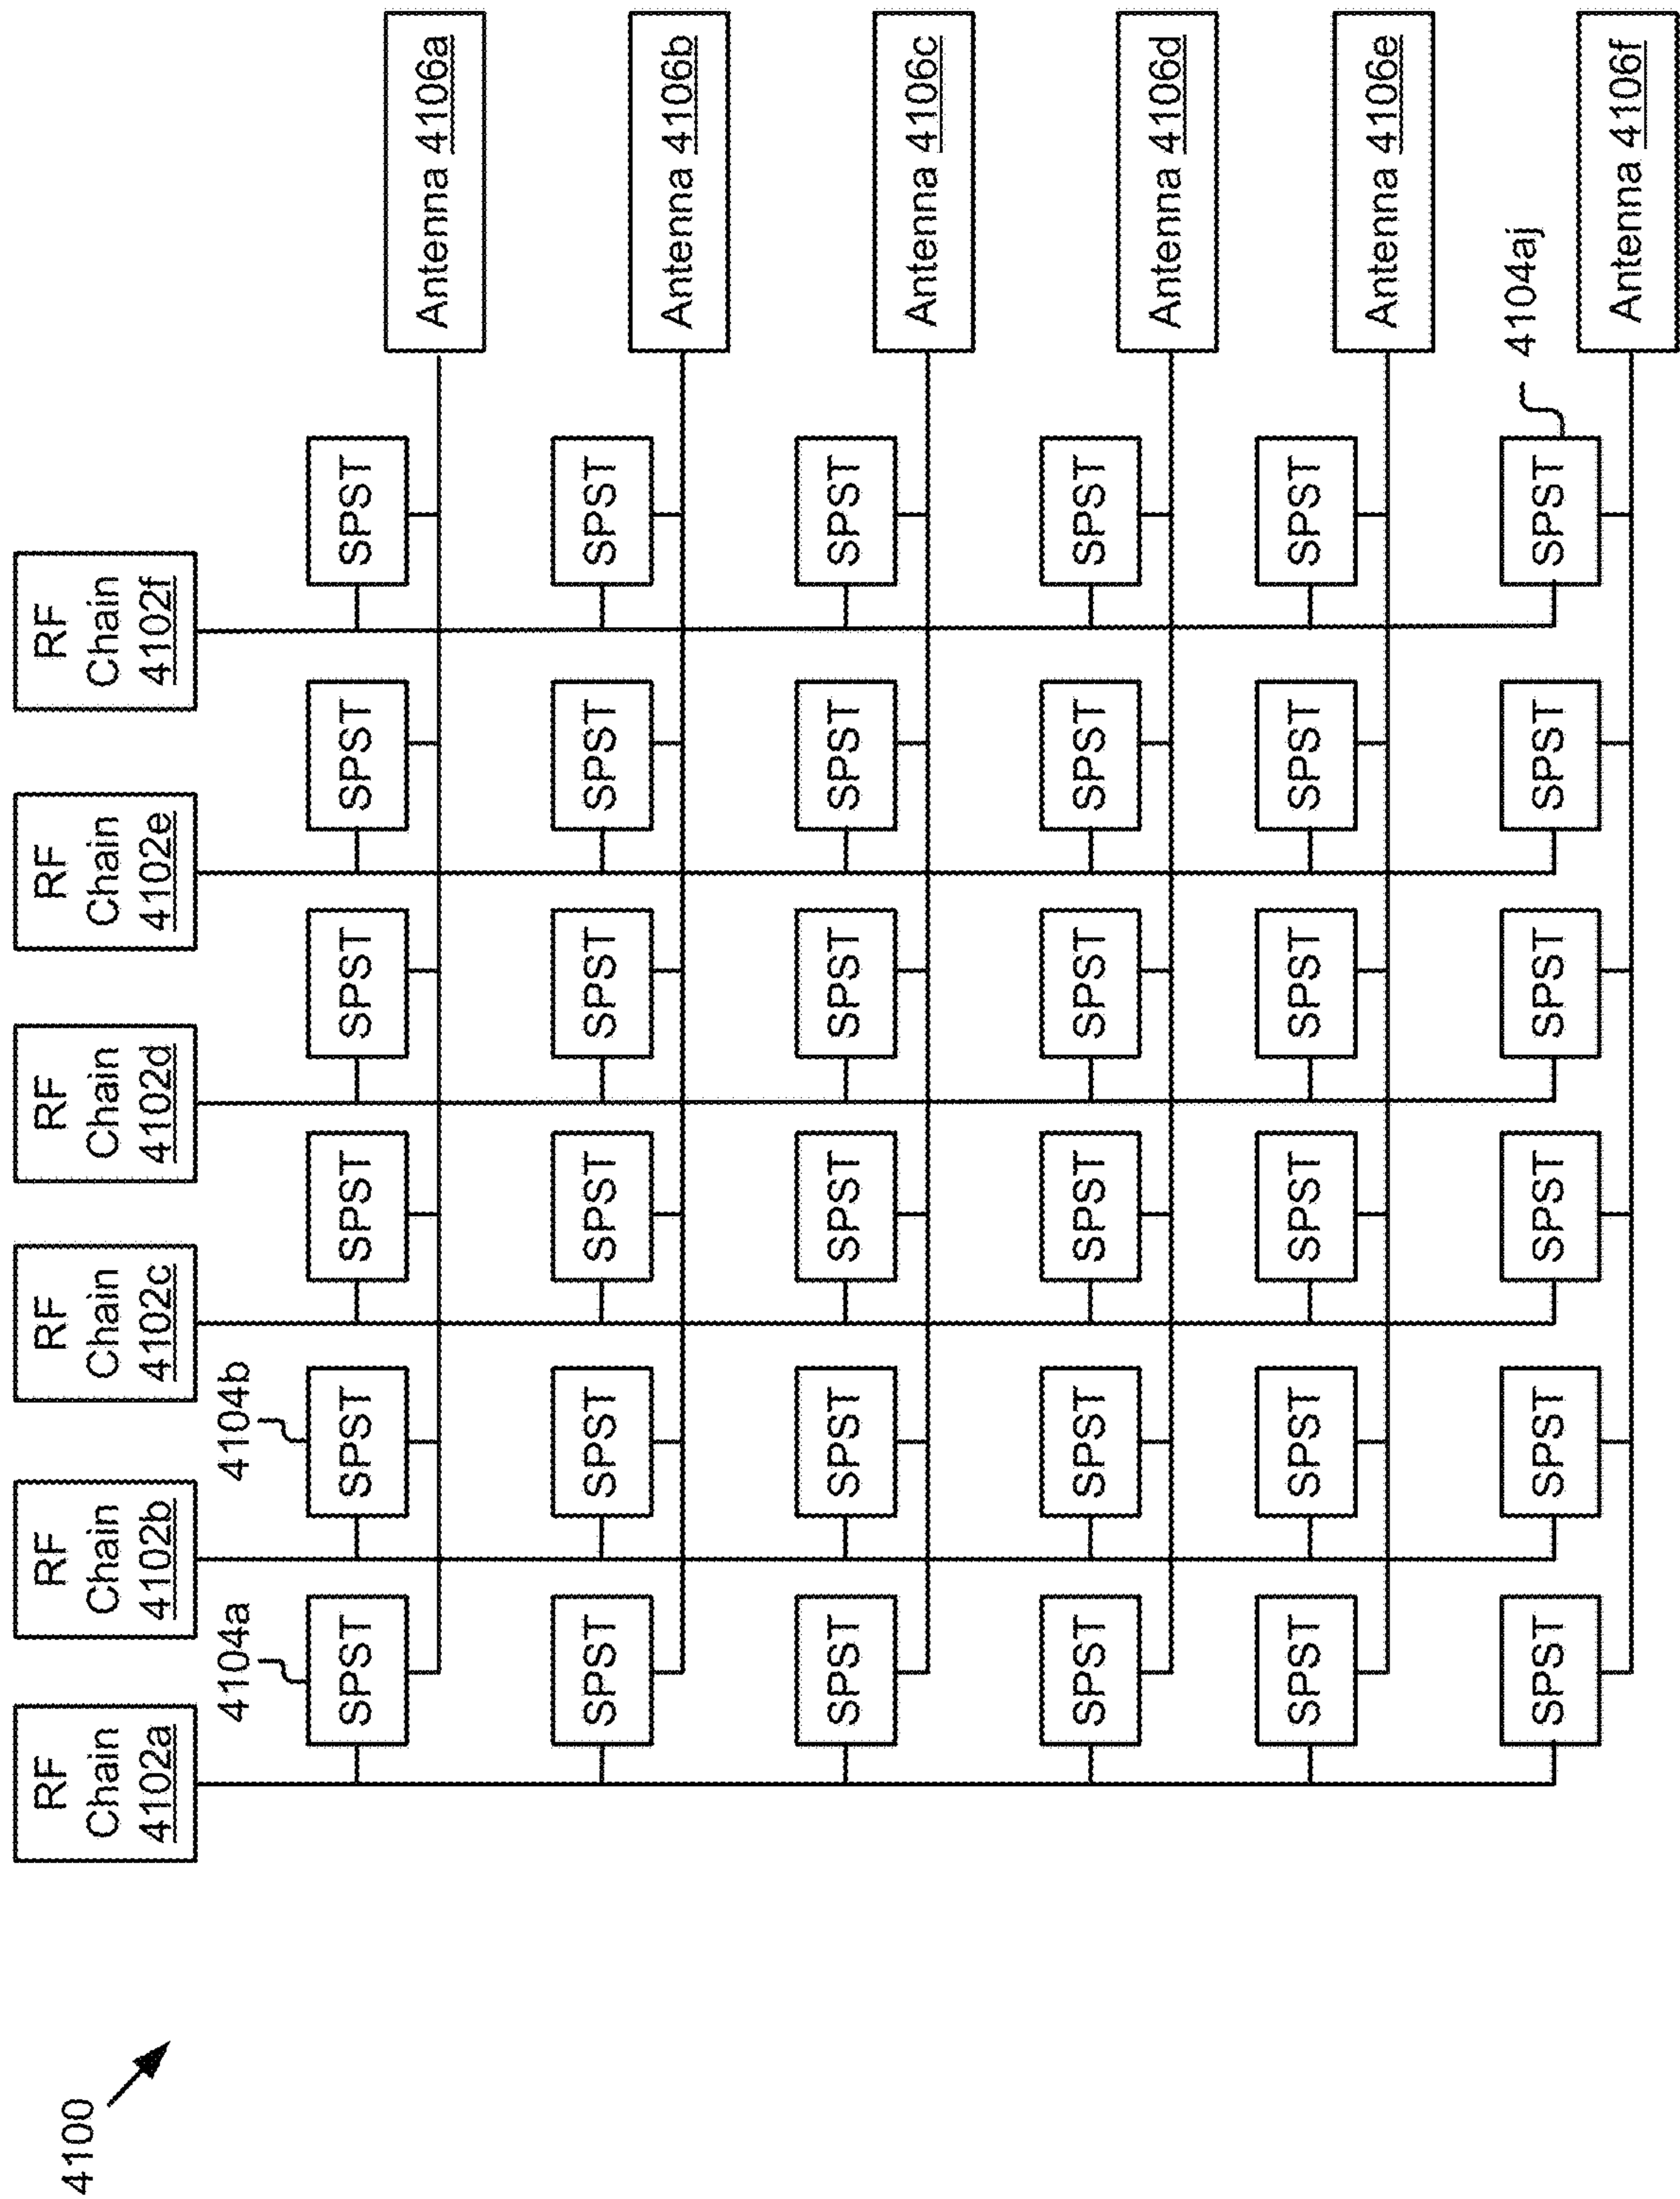 4100
RF
Chain
4102a
RF
Chain
4102b
RF
Chain
4102c
RF
Chain
4102d
RF
Chain
4102e
RF
Chain
4102f
4104a
4104b
SPST SPST SPST SPST SPST SPST
Antenna 4106a
SPST SPST SPST SPST SPST SPST
Antenna 4106b
SPST SPST SPST SPST SPST SPST
Antenna 4106c
SPST SPST SPST SPST SPST SPST
Antenna 4106d
SPST SPST SPST SPST SPST SPST
Antenna 4106e
4104aj
SPST SPST SPST SPST SPST SPST
Antenna 4106f